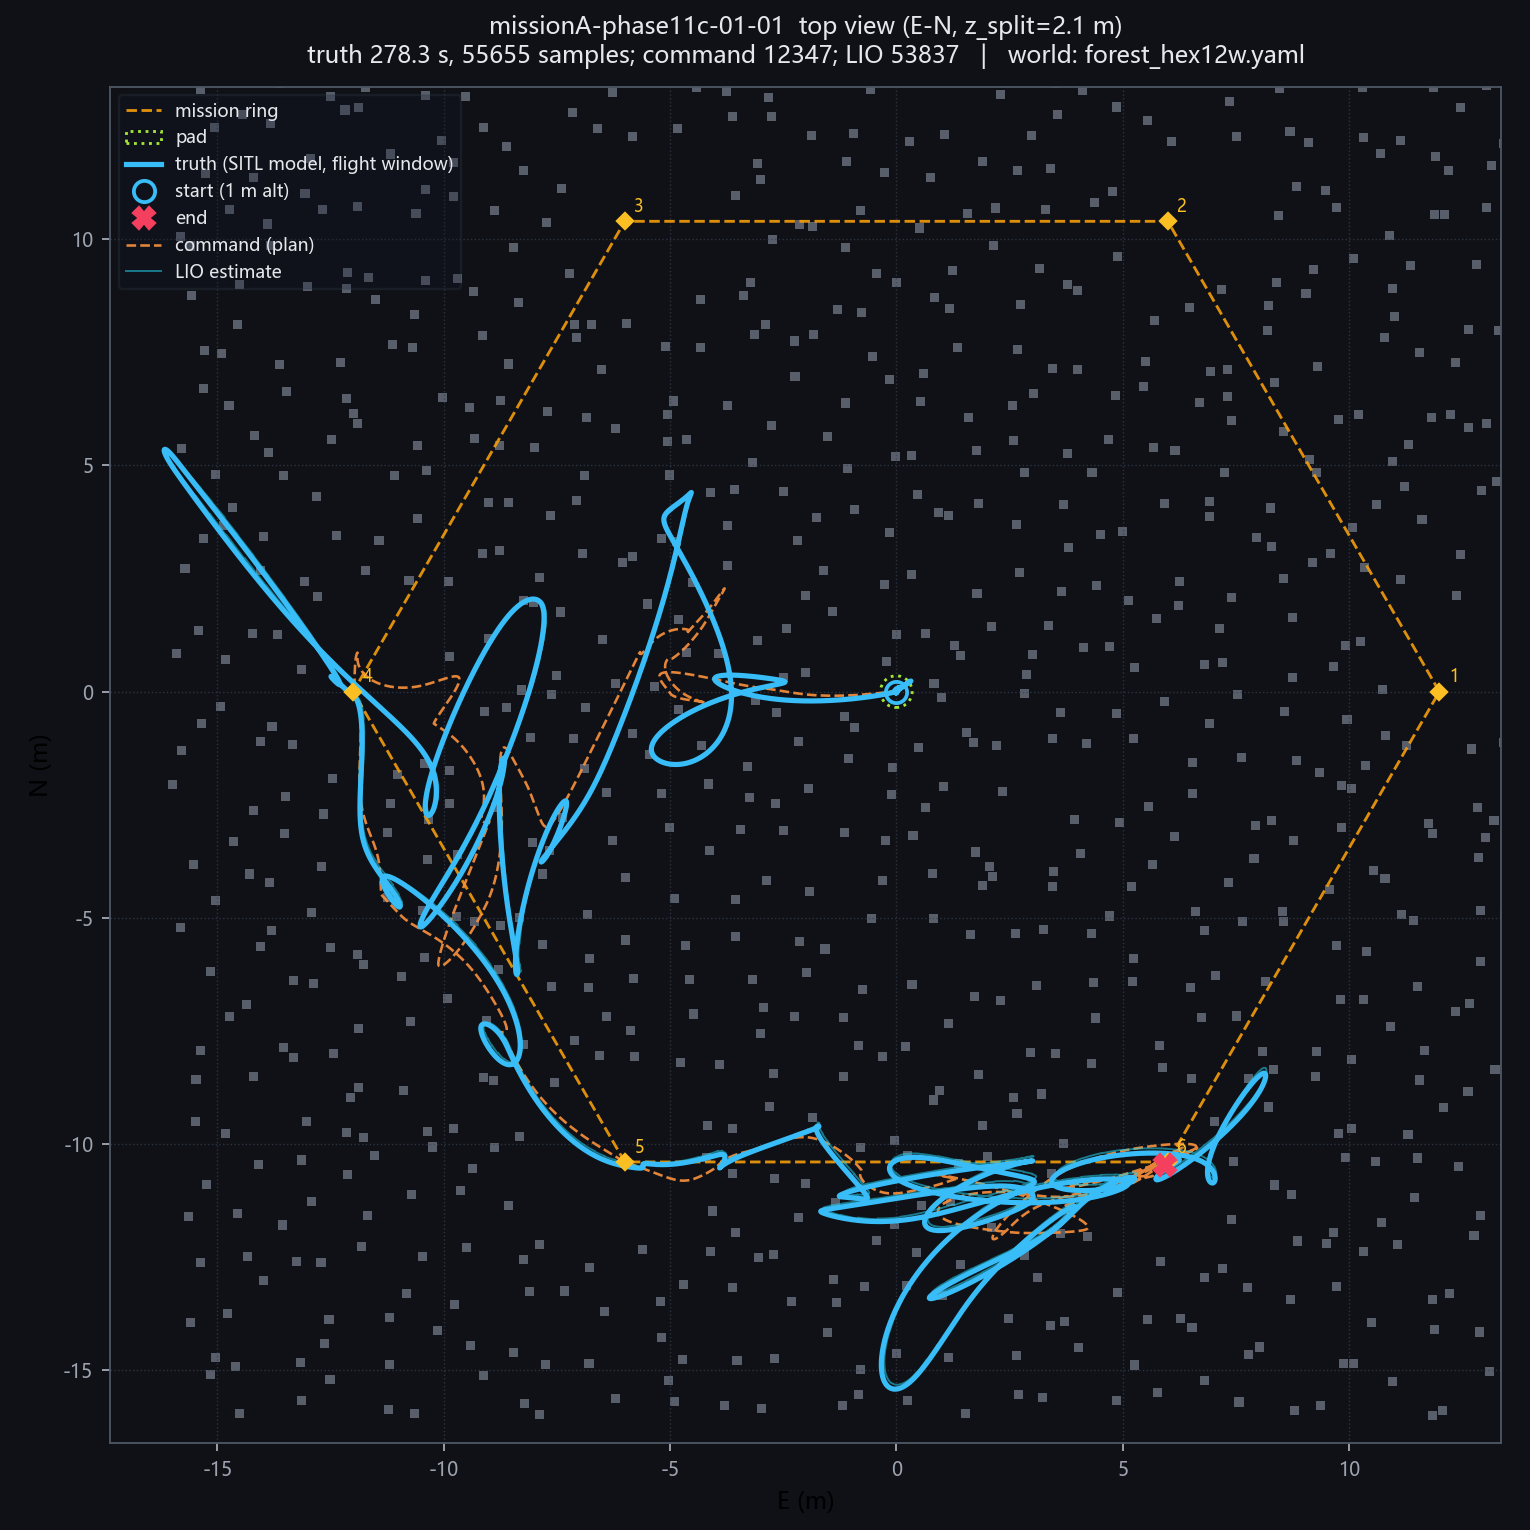 missionA-phase11c-01-01 top view (E-N, z_split=2.1 m)
truth 278.3 s, 55655 samples; command 12347; LIO 53837 | world: forest_hex12w.yaml
mission ring
pad
truth (SITL model, flight window)
start (1 m alt)
end
command (plan)
LIO estimate
3
2
10
5
4
1
0
N (m)
-5
5
6
-10
-15
-15
-10
-5
0
5
10
E (m)